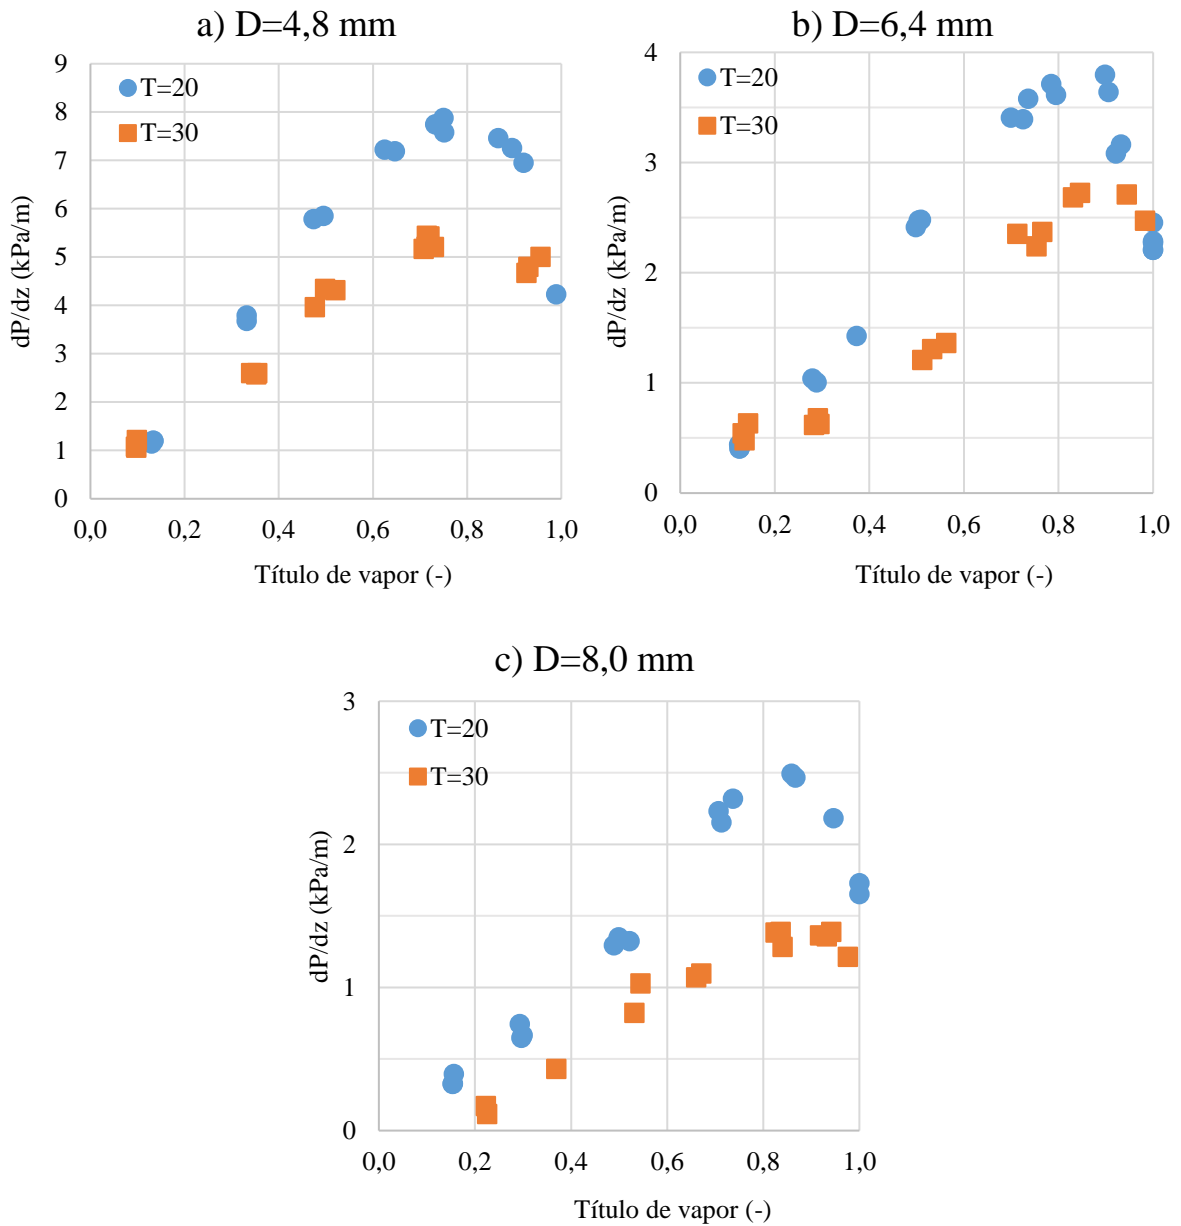 a) D=4,8 mm
9
8
7
6
5
4
3
2
1
0
T=20
T=30
dP/dz (kPa/m)
0,0 0,2 0,4 0,6 0,8 1,0
Título de vapor (-)
b) D=6,4 mm
4
3
2
1
0
T=20
T=30
dP/dz (kPa/m)
0,0 0,2 0,4 0,6 0,8 1,0
Título de vapor (-)
c) D=8,0 mm
3
2
1
0
T=20
T=30
dP/dz (kPa/m)
0,0 0,2 0,4 0,6 0,8 1,0
Título de vapor (-)